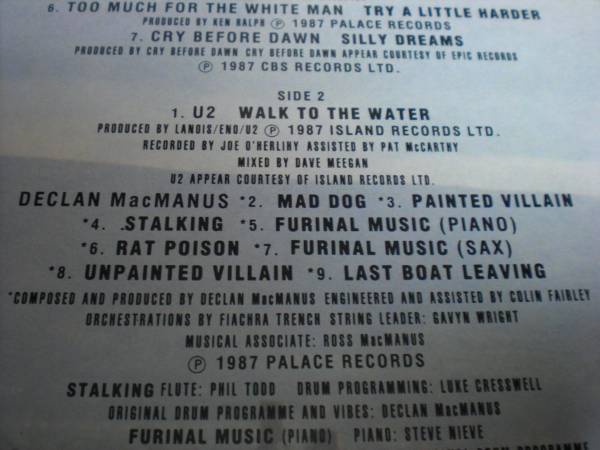 6. TOO MUCH FOR THE WHITE MAN TRY A LITTLE HARDER
PRODUCED BY KEN RALPH Ⓟ 1987 PALACE RECORDS
7. CRY BEFORE DAWN SILLY DREAMS
PRODUCED BY CRY BEFORE DAWN CRY BEFORE DAWN APPEAR COURTESY OF EPIC RECORDS
Ⓟ 1987 CBS RECORDS LTD.
SIDE 2
1. U2 WALK TO THE WATER
PRODUCED BY LANOIS/ENO/U2 Ⓟ 1987 ISLAND RECORDS LTD.
RECORDED BY JOE O'HERLIHY ASSISTED BY PAT McCARTHY
MIXED BY DAVE MEEGAN
U2 APPEAR COURTESY OF ISLAND RECORDS LTD.
DECLAN MacMANUS *2. MAD DOG *3. PAINTED VILLAIN
*4. .STALKING *5. FURINAL MUSIC (PIANO)
*6. RAT POISON *7. FURINAL MUSIC (SAX)
*8. UNPAINTED VILLAIN *9. LAST BOAT LEAVING
*COMPOSED AND PRODUCED BY DECLAN MacMANUS ENGINEERED AND ASSISTED BY COLIN FAIRLEY
ORCHESTRATIONS BY FIACHRA TRENCH STRING LEADER: GAVYN WRIGHT
MUSICAL ASSOCIATE: ROSS MacMANUS
Ⓟ 1987 PALACE RECORDS
STALKING FLUTE: PHIL TODD DRUM PROGRAMMING: LUKE CRESSWELL
ORIGINAL DRUM PROGRAMME AND VIBES: DECLAN MacMANUS
FURINAL MUSIC (PIANO) PIANO: STEVE NIEVE
DRUM PROGRAMME